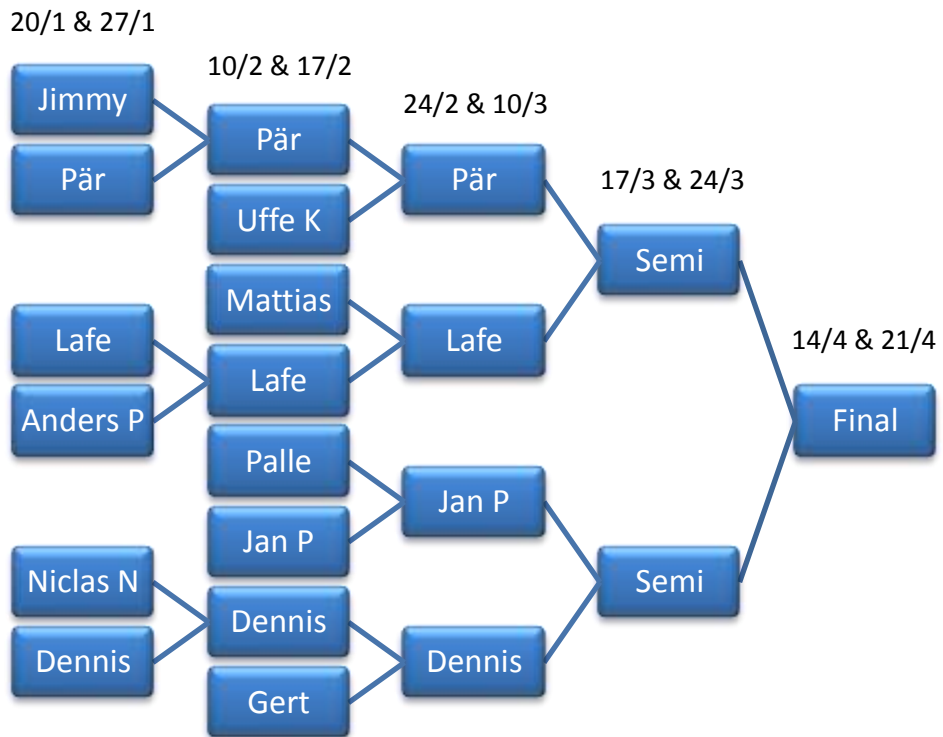 20/1 & 27/1
Jimmy
Pär
Lafe
Anders P
Niclas N
Dennis
10/2 & 17/2
Pär
Uffe K
Mattias
Lafe
Palle
Jan P
Dennis
Gert
24/2 & 10/3
Pär
Lafe
Jan P
Dennis
17/3 & 24/3
Semi
Semi
14/4 & 21/4
Final